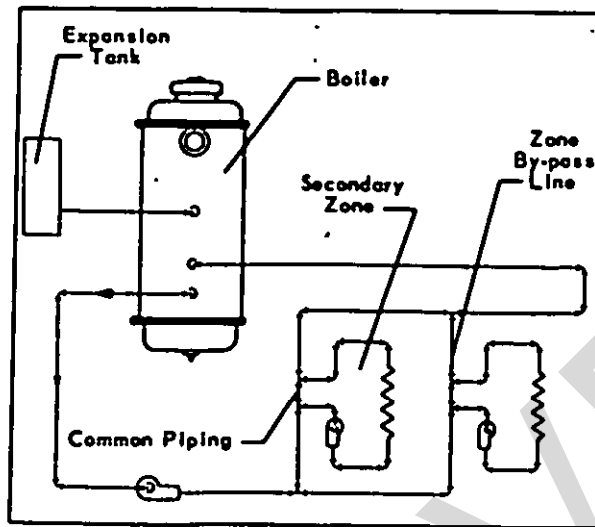 Expansion
Tank
Boiler
Zone
By-pass
Line
Secondary
Zone
Common Piping